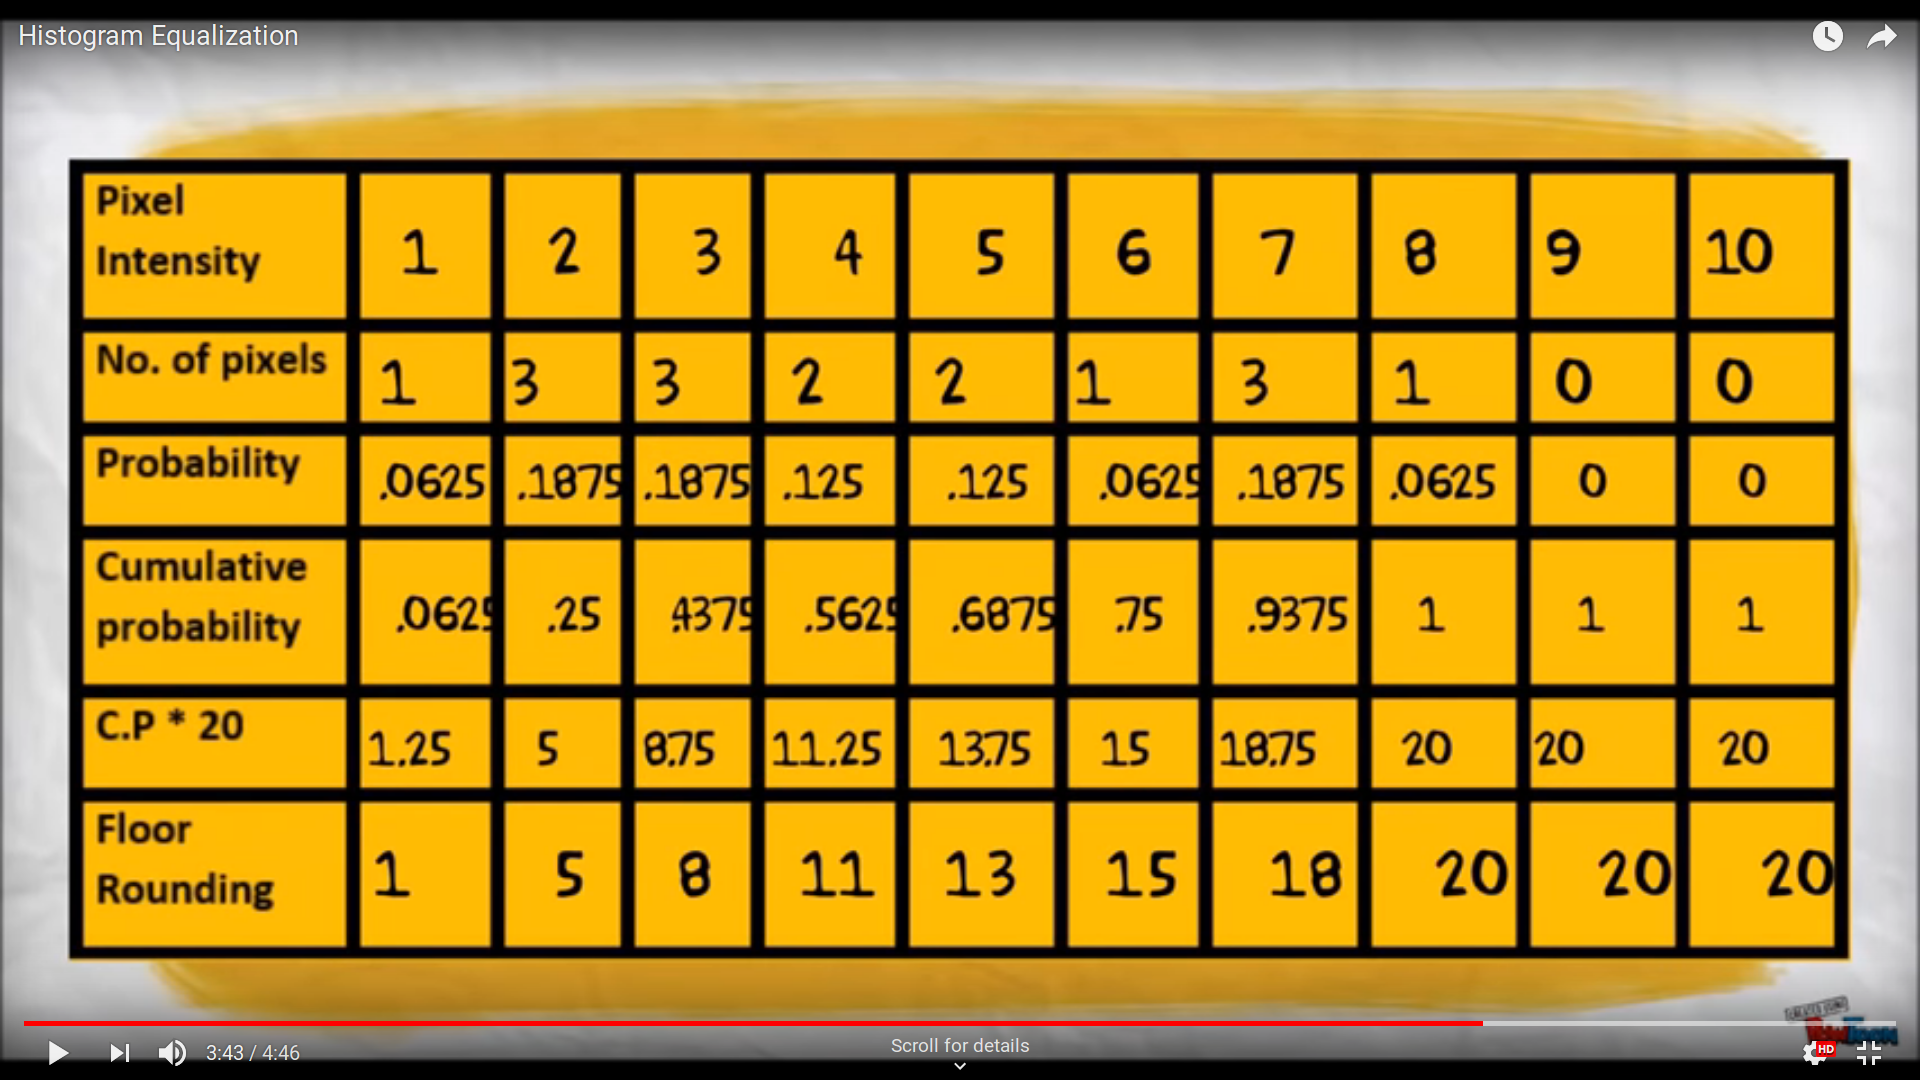 Histogram Equalization
Pixel Intensity 1 2 3 4 5 6 7 8 9 10
No. of pixels 1 3 3 2 2 1 3 1 0 0
Probability .0625 .1875 .1875 .125 .125 .0625 .1875 .0625 0 0
Cumulative probability .0625 .25 .4375 .5625 .6875 .75 .9375 1 1 1
C.P * 20 1.25 5 8.75 11.25 13.75 15 18.75 20 20 20
Floor Rounding 1 5 8 11 13 15 18 20 20 20
3:43 / 4:46
Scroll for details
HD